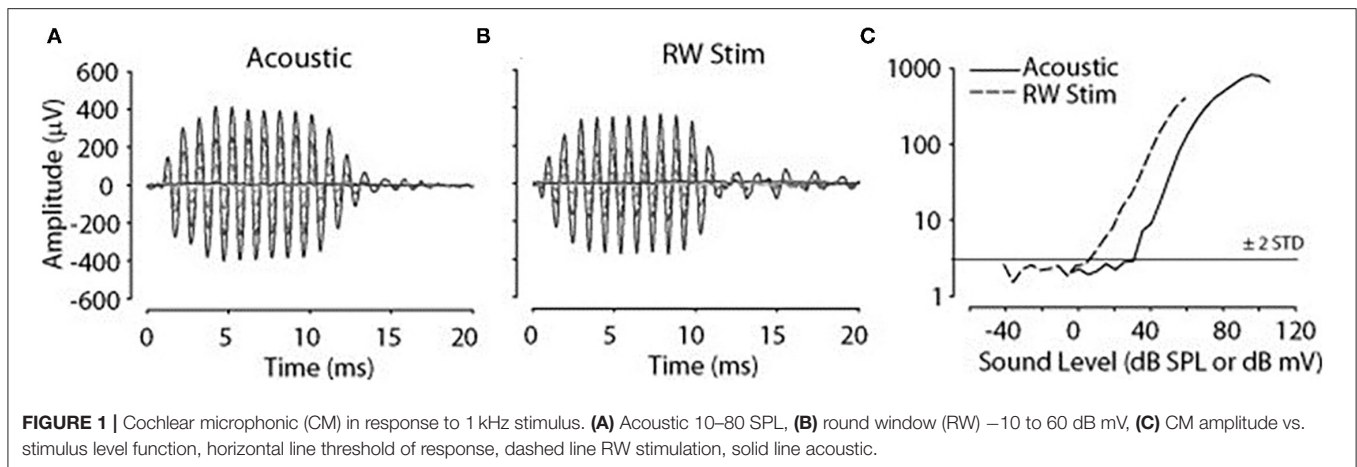 A
Acoustic
B
RW Stim
C
Acoustic
RW Stim
Amplitude (μV)
600
400
200
0
-200
-400
-600
0 5 10 15 20
Time (ms)
0 5 10 15 20
Time (ms)
1000
100
10
1
± 2 STD
-40 0 40 80 120
Sound Level (dB SPL or dB mV)
FIGURE 1 | Cochlear microphonic (CM) in response to 1 kHz stimulus. (A) Acoustic 10–80 SPL, (B) round window (RW) −10 to 60 dB mV, (C) CM amplitude vs.
stimulus level function, horizontal line threshold of response, dashed line RW stimulation, solid line acoustic.